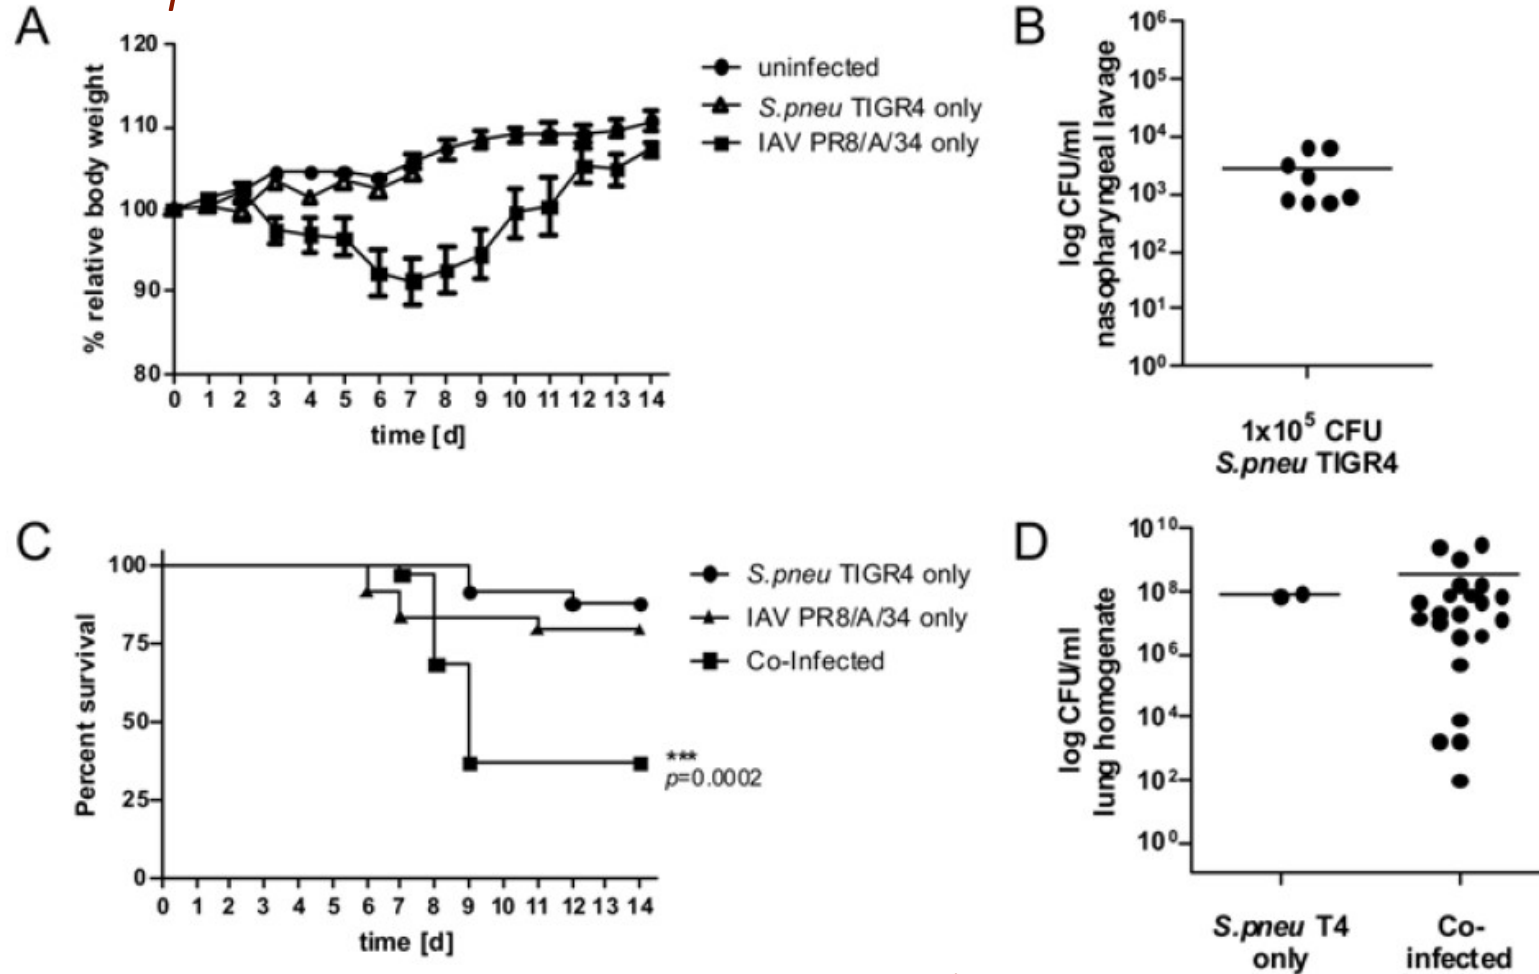 A
120
110
100
90
80
% relative body weight
0 1 2 3 4 5 6 7 8 9 10 11 12 13 14
time [d]
uninfected
S.pneu TIGR4 only
IAV PR8/A/34 only
B
10⁶
10⁵
10⁴
10³
10²
10¹
10⁰
log CFU/ml
nasopharyngeal lavage
1x10⁵ CFU
S.pneu TIGR4
C
100
75
50
25
0
Percent survival
0 1 2 3 4 5 6 7 8 9 10 11 12 13 14
time [d]
S.pneu TIGR4 only
IAV PR8/A/34 only
Co-Infected
***
p=0.0002
D
10¹⁰
10⁸
10⁶
10⁴
10²
10⁰
log CFU/ml
lung homogenate
S.pneu T4
only
Co-
infected